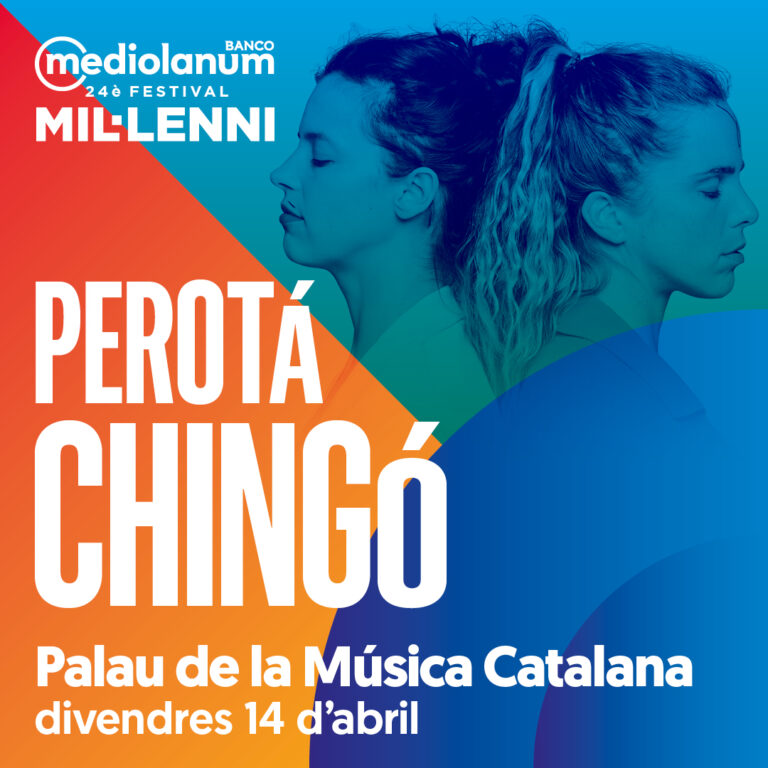 BANCO
mediolanum
24è FESTIVAL
MIL·LENNI
PEROTÁ
CHINGÓ
Palau de la Música Catalana
divendres 14 d'abril